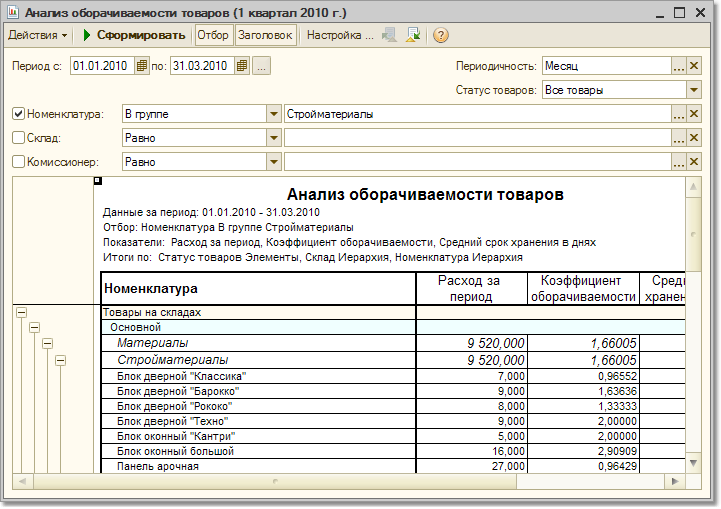 Анализ оборачиваемости товаров (1 квартал 2010 г.)
Действия Сформировать Отбор Заголовок Настройка ... ?
Период с: 01.01.2010 по: 31.03.2010 ... Периодичность: Месяц ...
Статус товаров: Все товары
Номенклатура: В группе Стройматериалы ...
Склад: Равно ...
Комиссионер: Равно ...
Анализ оборачиваемости товаров
Данные за период: 01.01.2010 - 31.03.2010
Отбор: Номенклатура В группе Стройматериалы
Показатели: Расход за период, Коэффициент оборачиваемости, Средний срок хранения в днях
Итоги по: Статус товаров Элементы, Склад Иерархия, Номенклатура Иерархия
Номенклатура Расход за период Коэффициент оборачиваемости Средн хранен
Товары на складах
Основной
Материалы 9 520,000 1,66005
Стройматериалы 9 520,000 1,66005
Блок дверной "Классика" 7,000 0,96552
Блок дверной "Барокко" 9,000 1,63636
Блок дверной "Рококо" 8,000 1,33333
Блок дверной "Техно" 9,000 2,00000
Блок оконный "Кантри" 5,000 2,00000
Блок оконный большой 16,000 2,90909
Панель арочная 27,000 0,96429